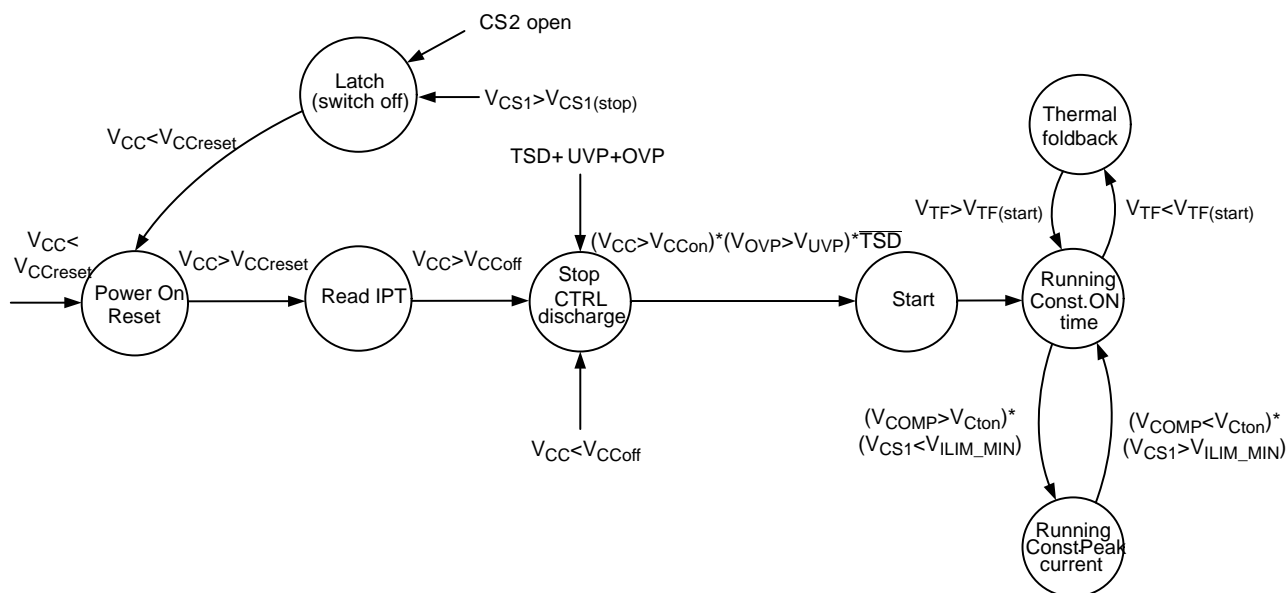 CS2 open
Latch
(switch off)
VCS1>VCS1(stop)
VCC<VCCreset
TSD+ UVP+OVP
Thermal
foldback
VTF>VTF(start)
VTF<VTF(start)
VCC<
VCCreset
Power On
Reset
VCC>VCCreset
Read IPT
VCC>VCCoff
Stop
CTRL
discharge
(VCC>VCCon)*(VOVP>VUVP)*T̅S̅D̅
Start
Running
Const.ON
time
VCC<VCCoff
(VCOMP>VCton)*
(VCS1<VILIM_MIN)
(VCOMP<VCton)*
(VCS1>VILIM_MIN)
Running
Const.Peak
current